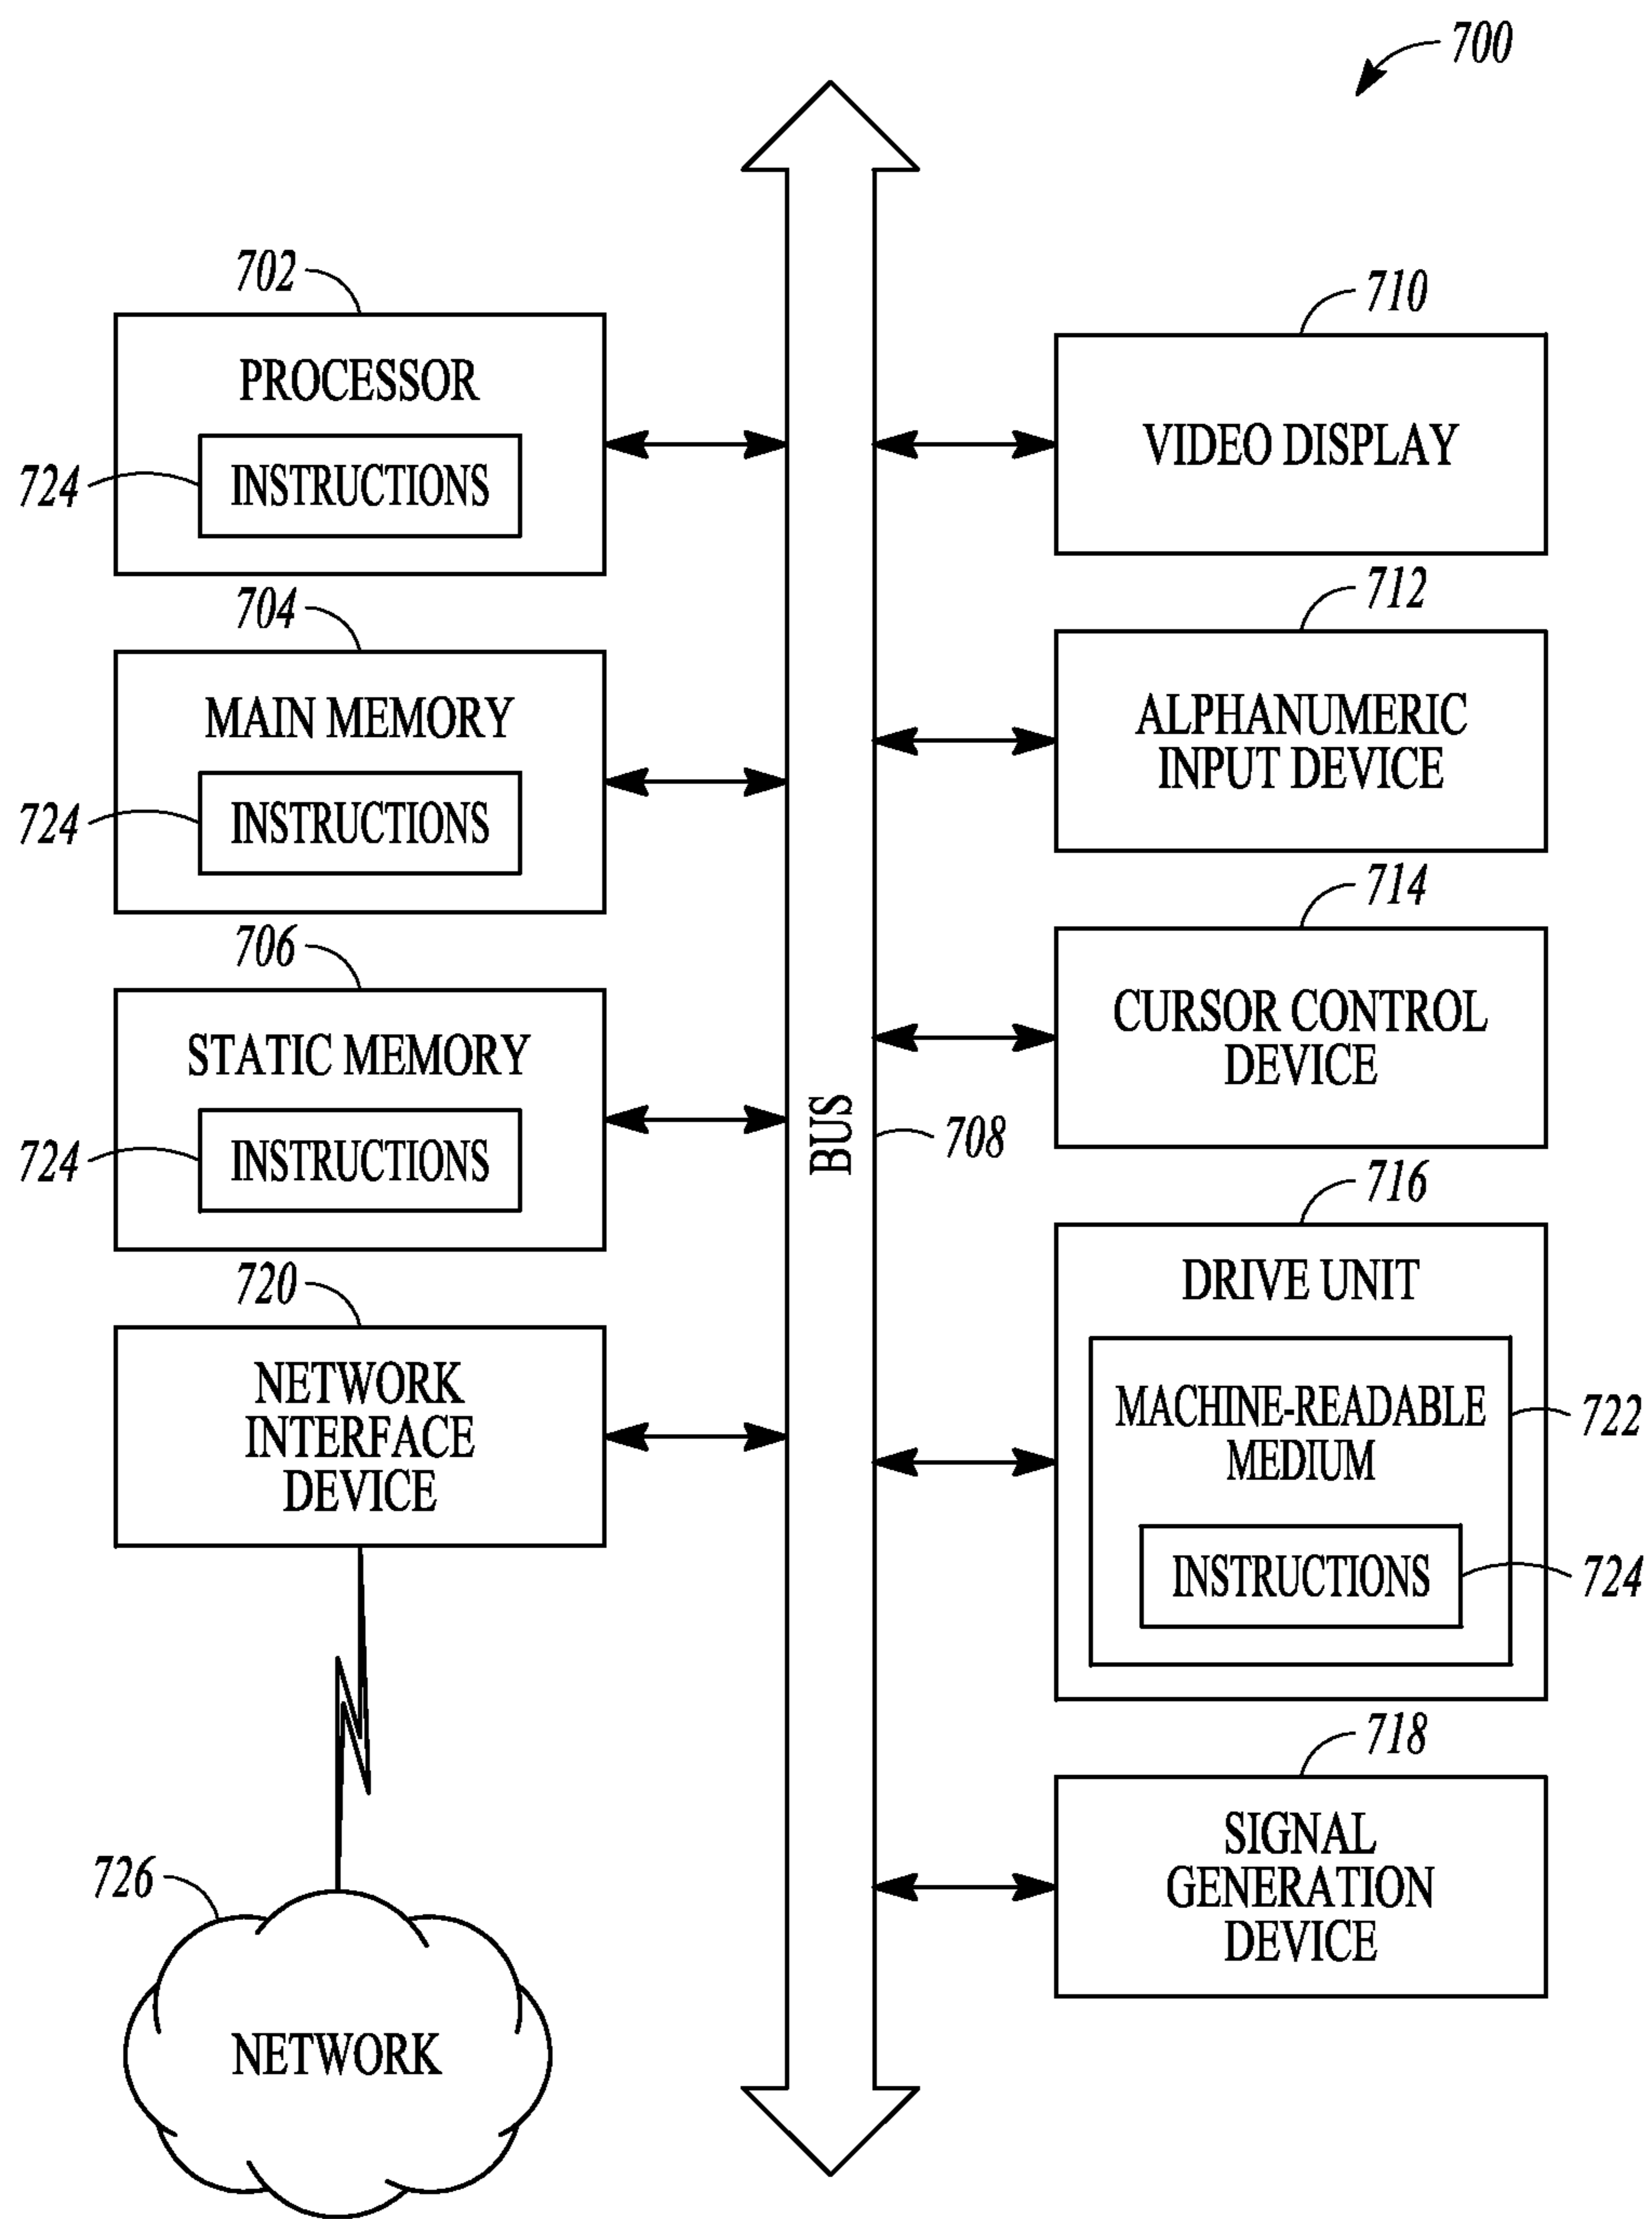 700
702
PROCESSOR
724
INSTRUCTIONS
704
MAIN MEMORY
724
INSTRUCTIONS
706
STATIC MEMORY
724
INSTRUCTIONS
720
NETWORK
INTERFACE
DEVICE
726
NETWORK
BUS
708
710
VIDEO DISPLAY
712
ALPHANUMERIC
INPUT DEVICE
714
CURSOR CONTROL
DEVICE
716
DRIVE UNIT
MACHINE-READABLE
MEDIUM
722
INSTRUCTIONS
724
718
SIGNAL
GENERATION
DEVICE